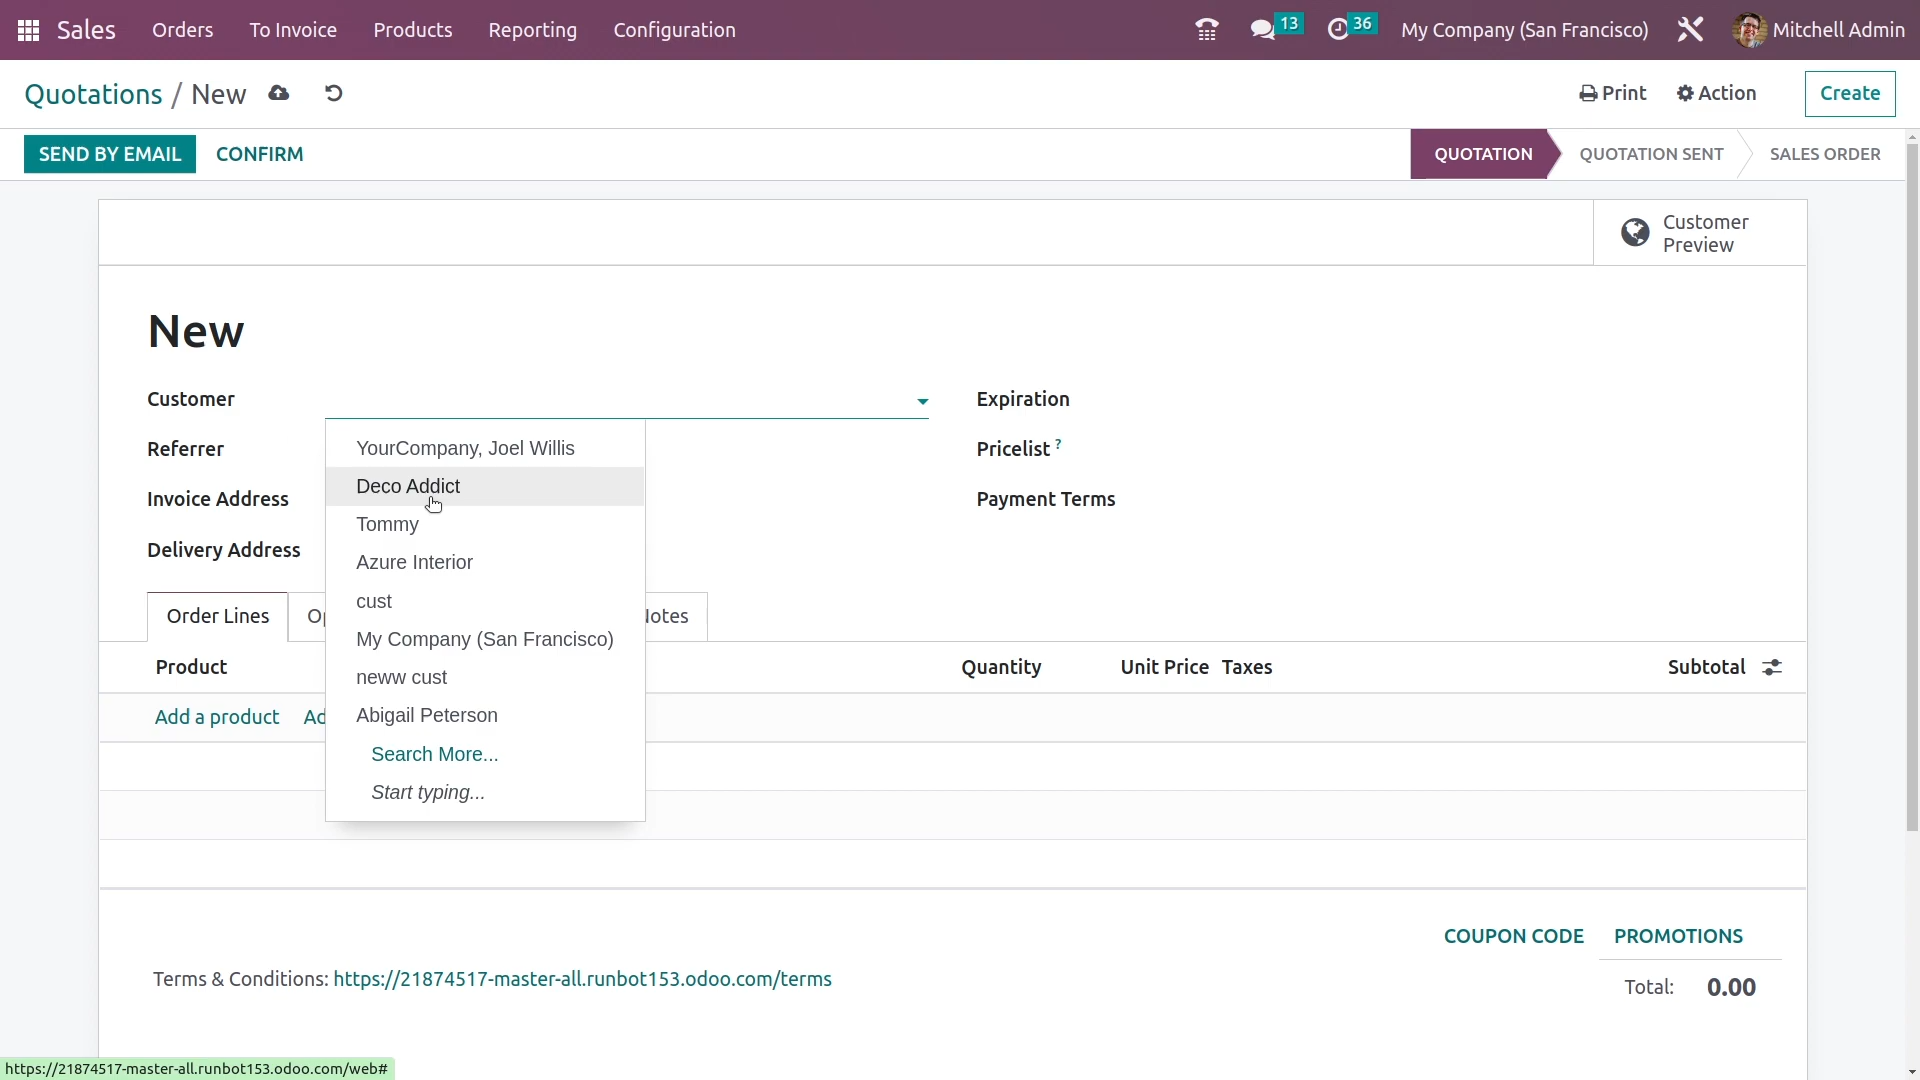 Sales Orders To Invoice Products Reporting Configuration 13 36 My Company (San Francisco) Mitchell Admin
Quotations / New Print Action Create
SEND BY EMAIL CONFIRM QUOTATION QUOTATION SENT SALES ORDER
Customer
Preview
New
Customer Expiration
YourCompany, Joel Willis
Referrer Pricelist ?
Deco Addict
Invoice Address Payment Terms
Tommy
Delivery Address
Azure Interior
cust
Order Lines
My Company (San Francisco)
Product Quantity Unit Price Taxes Subtotal
neww cust
Add a product
Abigail Peterson
Search More...
Start typing...
COUPON CODE PROMOTIONS
Terms & Conditions: https://21874517-master-all.runbot153.odoo.com/terms
Total: 0.00
https://21874517-master-all.runbot153.odoo.com/web#